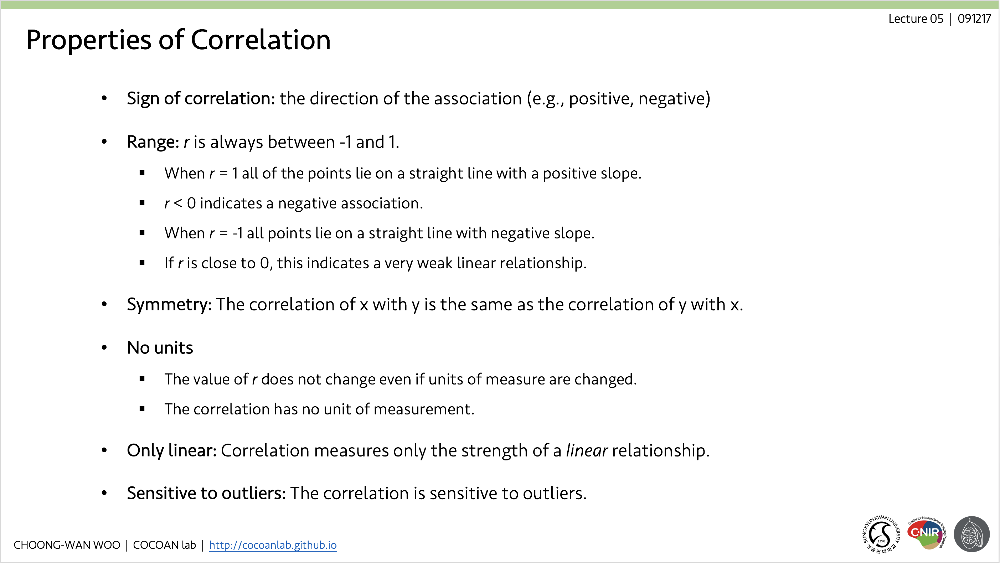 Lecture 05 | 091217
Properties of Correlation
• Sign of correlation: the direction of the association (e.g., positive, negative)
• Range: r is always between -1 and 1.
▪ When r = 1 all of the points lie on a straight line with a positive slope.
▪ r < 0 indicates a negative association.
▪ When r = -1 all points lie on a straight line with negative slope.
▪ If r is close to 0, this indicates a very weak linear relationship.
• Symmetry: The correlation of x with y is the same as the correlation of y with x.
• No units
▪ The value of r does not change even if units of measure are changed.
▪ The correlation has no unit of measurement.
• Only linear: Correlation measures only the strength of a linear relationship.
• Sensitive to outliers: The correlation is sensitive to outliers.
CHOONG-WAN WOO | COCOAN lab | http://cocoanlab.github.io
SUNGKYUNKWAN UNIVERSITY
1398
성균관대학교
Center for Neuroscience Imaging Research
CNIR